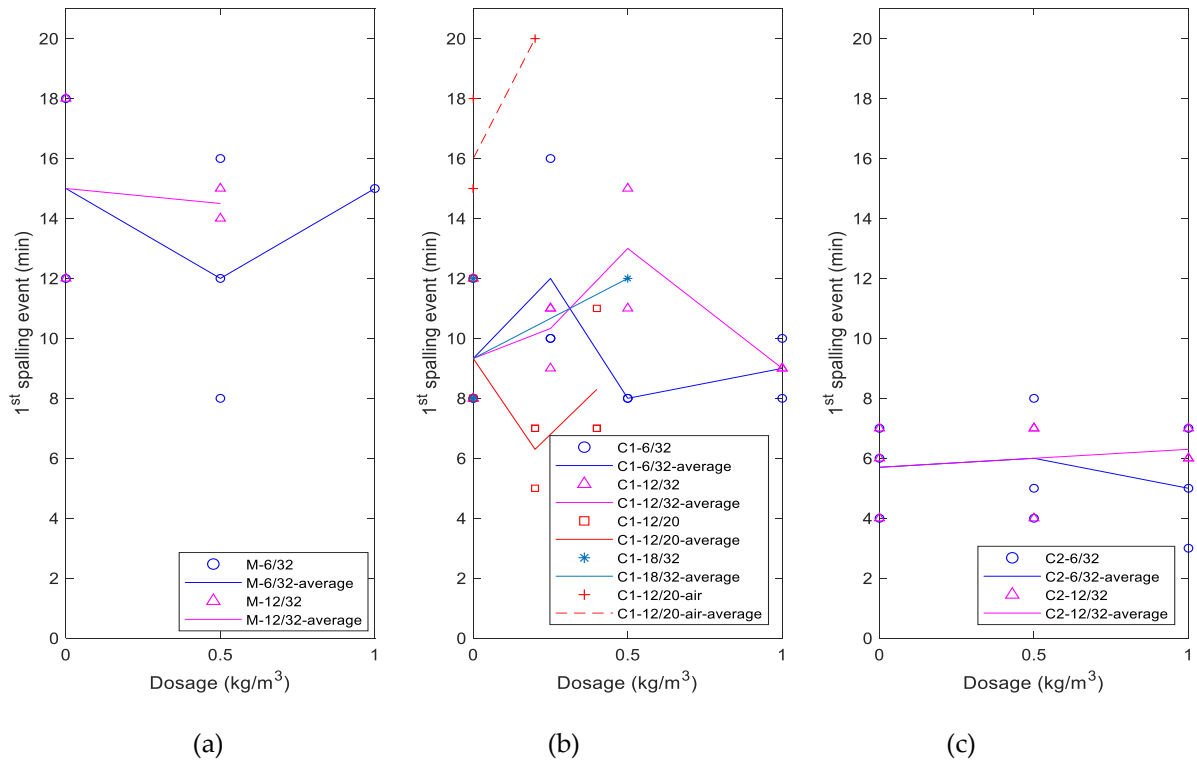 20
18
16
14
12
10
8
6
4
2
0
1st spalling event (min)
0
0.5
1
Dosage (kg/m3)
M-6/32
M-6/32-average
M-12/32
M-12/32-average
(a)
20
18
16
14
12
10
8
6
4
2
0
1st spalling event (min)
0
0.5
1
Dosage (kg/m3)
C1-6/32
C1-6/32-average
C1-12/32
C1-12/32-average
C1-12/20
C1-12/20-average
C1-18/32
C1-18/32-average
C1-12/20-air
C1-12/20-air-average
(b)
20
18
16
14
12
10
8
6
4
2
0
1st spalling event (min)
0
0.5
1
Dosage (kg/m3)
C2-6/32
C2-6/32-average
C2-12/32
C2-12/32-average
(c)